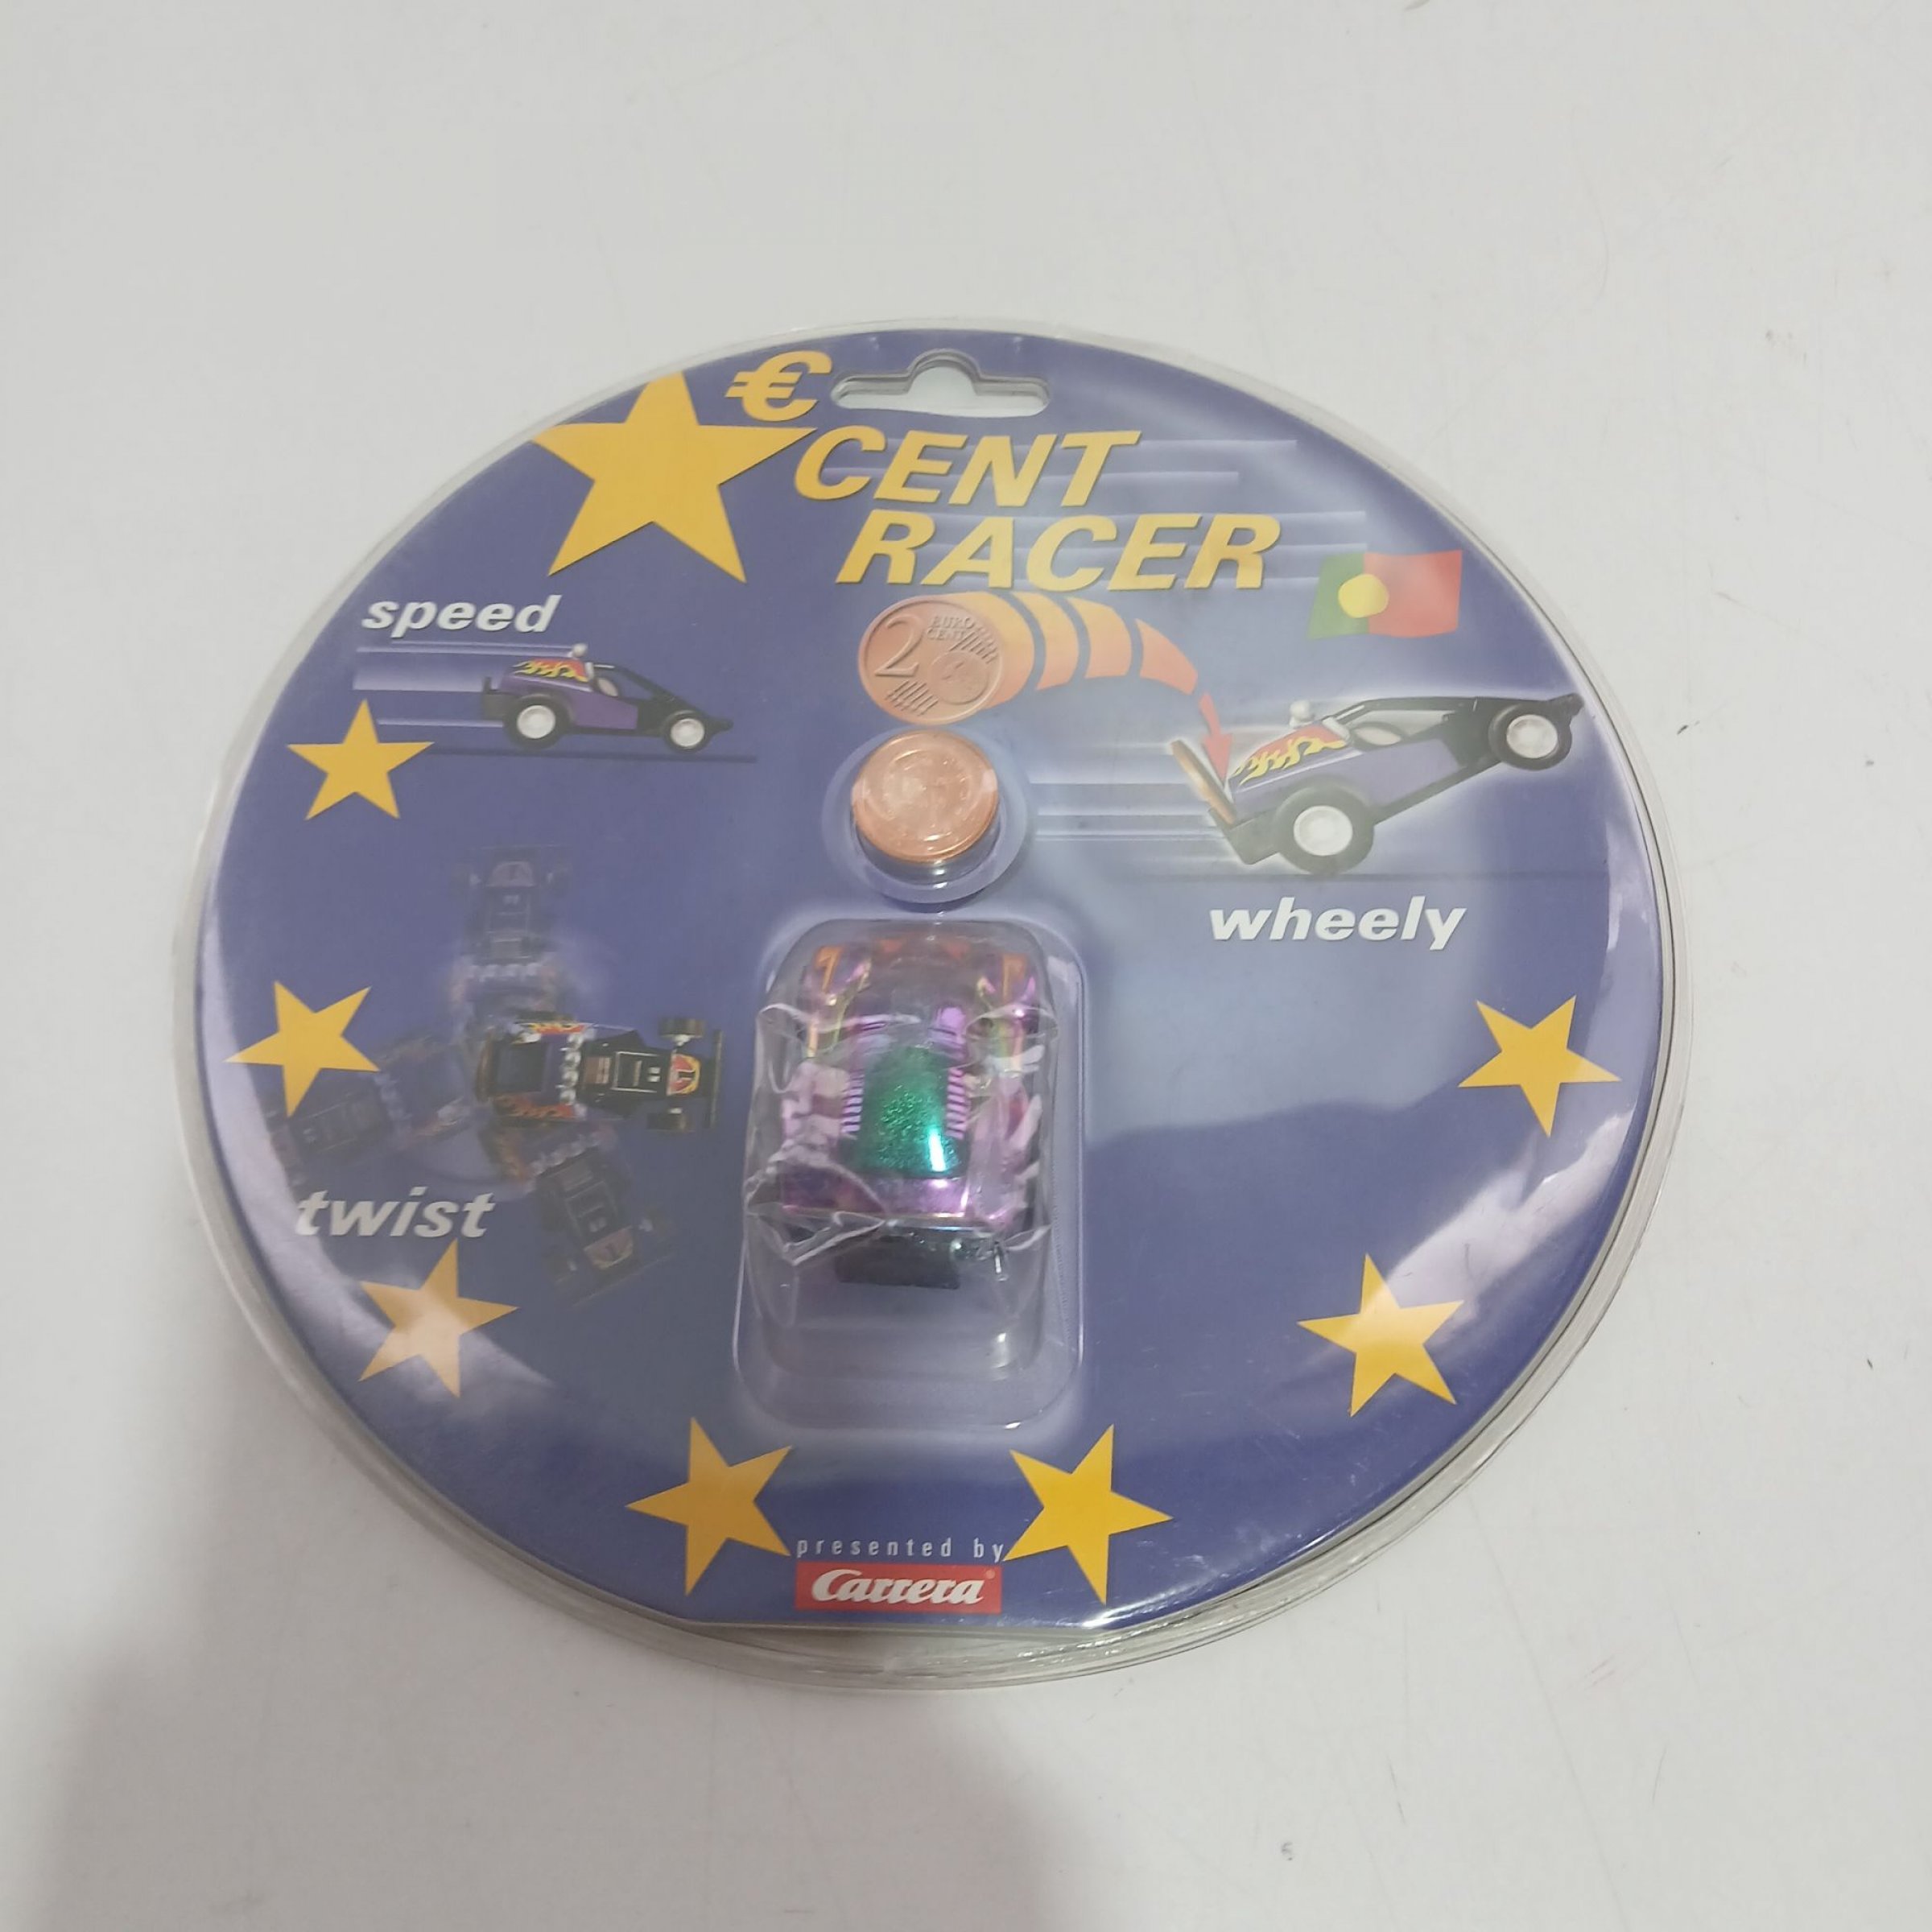 €
CENT
RACER
speed
2 EURO
CENT
wheely
twist
presented by
Carrera®